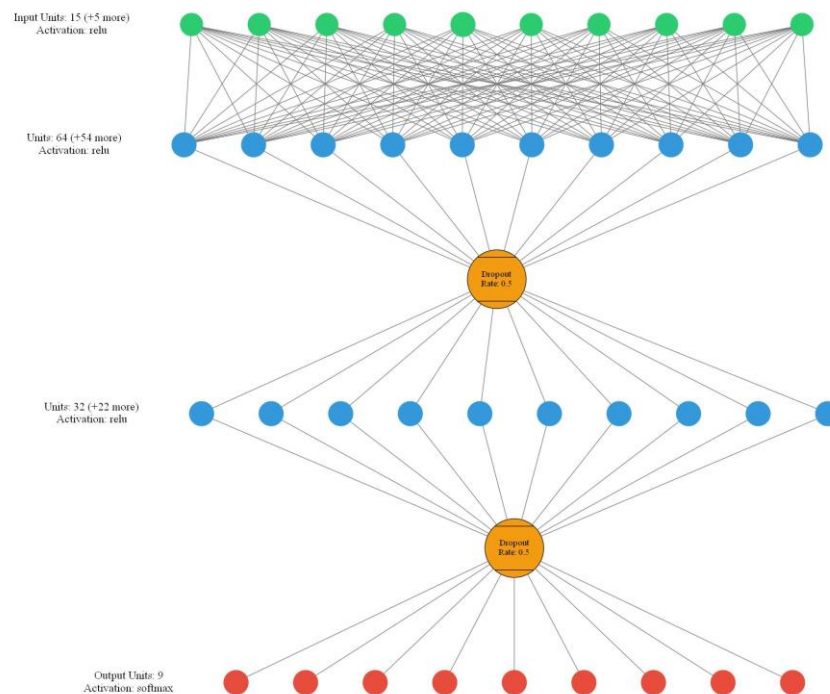 Input Units: 15 (+5 more)
Activation: relu
Units: 64 (+54 more)
Activation: relu
Dropout
Rate: 0.5
Units: 32 (+22 more)
Activation: relu
Dropout
Rate: 0.5
Output Units: 9
Activation: softmax